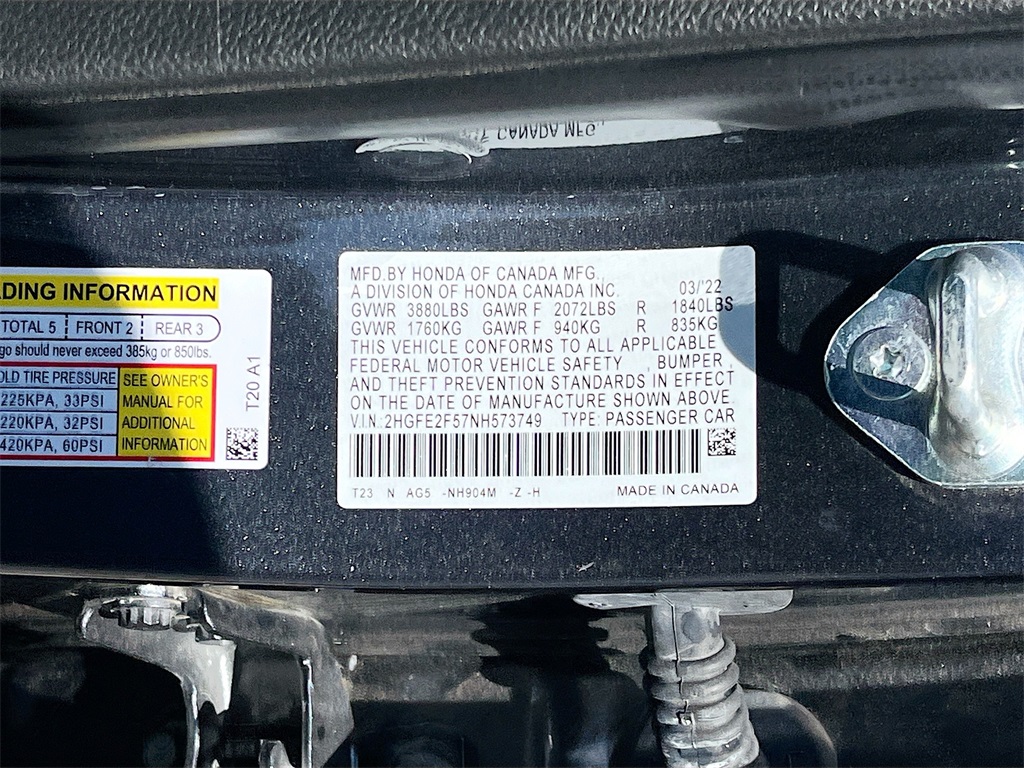 CANADA MFG.,
DING INFORMATION
TOTAL 5 FRONT 2 REAR 3
go should never exceed 385kg or 850lbs.
OLD TIRE PRESSURE
225KPA, 33PSI
220KPA, 32PSI
420KPA, 60PSI
SEE OWNER'S
MANUAL FOR
ADDITIONAL
INFORMATION
T20 A1
MFD.BY HONDA OF CANADA MFG.,
A DIVISION OF HONDA CANADA INC. 03/'22
GVWR 3880LBS GAWR F 2072LBS R 1840LBS
GVWR 1760KG GAWR F 940KG R 835KG
THIS VEHICLE CONFORMS TO ALL APPLICABLE
FEDERAL MOTOR VEHICLE SAFETY , BUMPER ,
AND THEFT PREVENTION STANDARDS IN EFFECT
ON THE DATE OF MANUFACTURE SHOWN ABOVE.
V.I.N.:2HGFE2F57NH573749 TYPE: PASSENGER CAR
T23 -N AG5 -NH904M -Z -H MADE IN CANADA